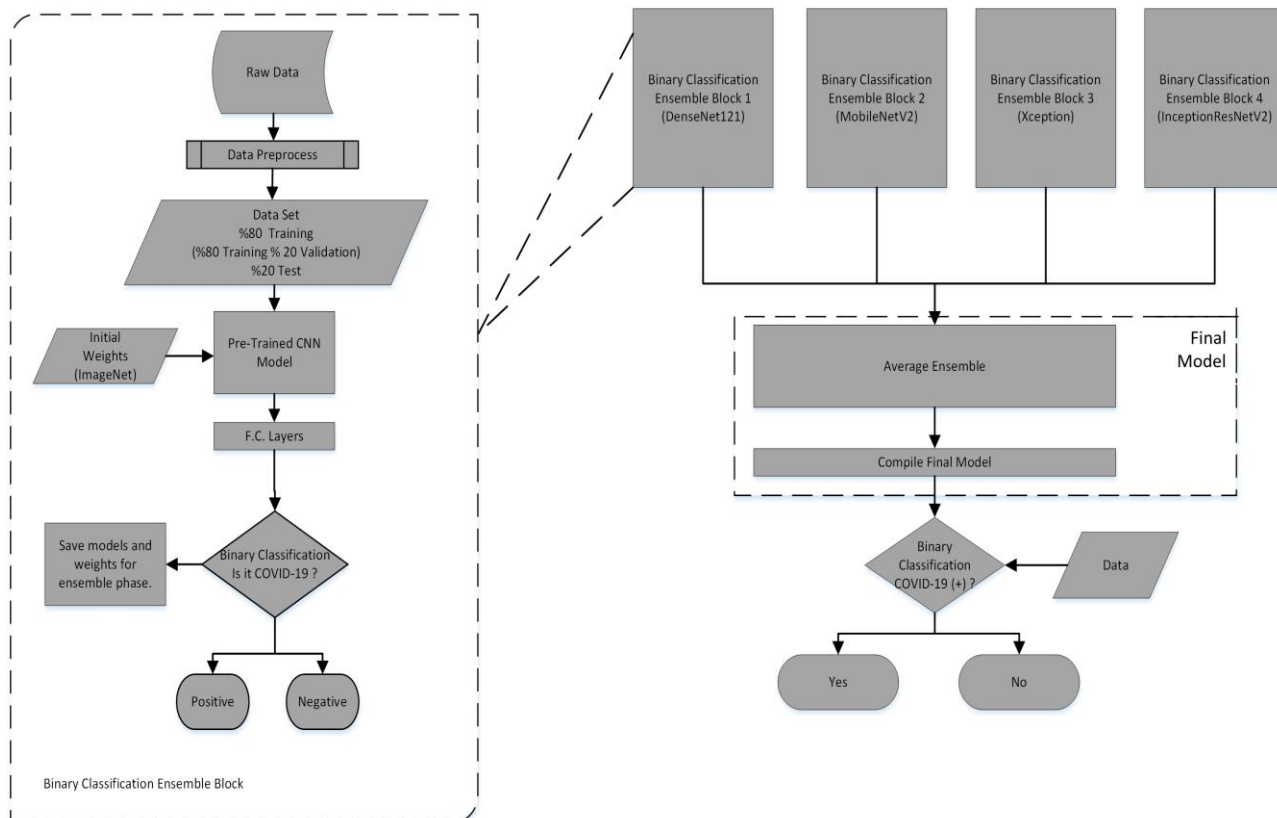 Raw Data
Data Preprocess
Data Set
%80 Training
(%80 Training % 20 Validation)
%20 Test
Initial
Weights
(ImageNet)
Pre-Trained CNN
Model
F.C. Layers
Save models and
weights for
ensemble phase.
Binary Classification
Is it COVID-19 ?
Positive
Negative
Binary Classification Ensemble Block
Binary Classification
Ensemble Block 1
(DenseNet121)
Binary Classification
Ensemble Block 2
(MobileNetV2)
Binary Classification
Ensemble Block 3
(Xception)
Binary Classification
Ensemble Block 4
(InceptionResNetV2)
Final
Model
Average Ensemble
Compile Final Model
Binary
Classification
COVID-19 (+) ?
Data
Yes
No